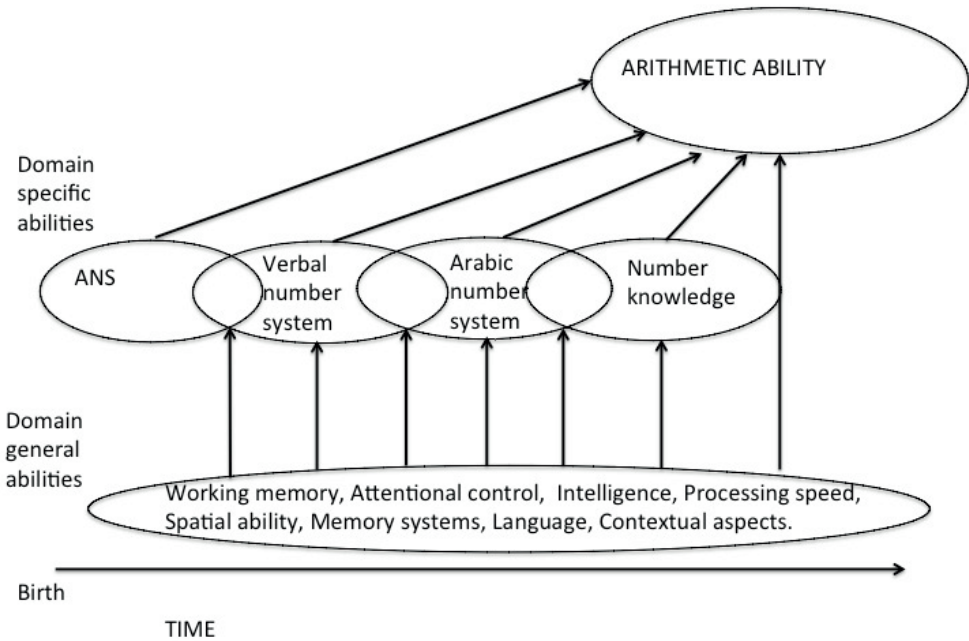 ARITHMETIC ABILITY
Domain
specific
abilities
ANS
Verbal
number
system
Arabic
number
system
Number
knowledge
Domain
general
abilities
Working memory, Attentional control, Intelligence, Processing speed,
Spatial ability, Memory systems, Language, Contextual aspects.
Birth
TIME